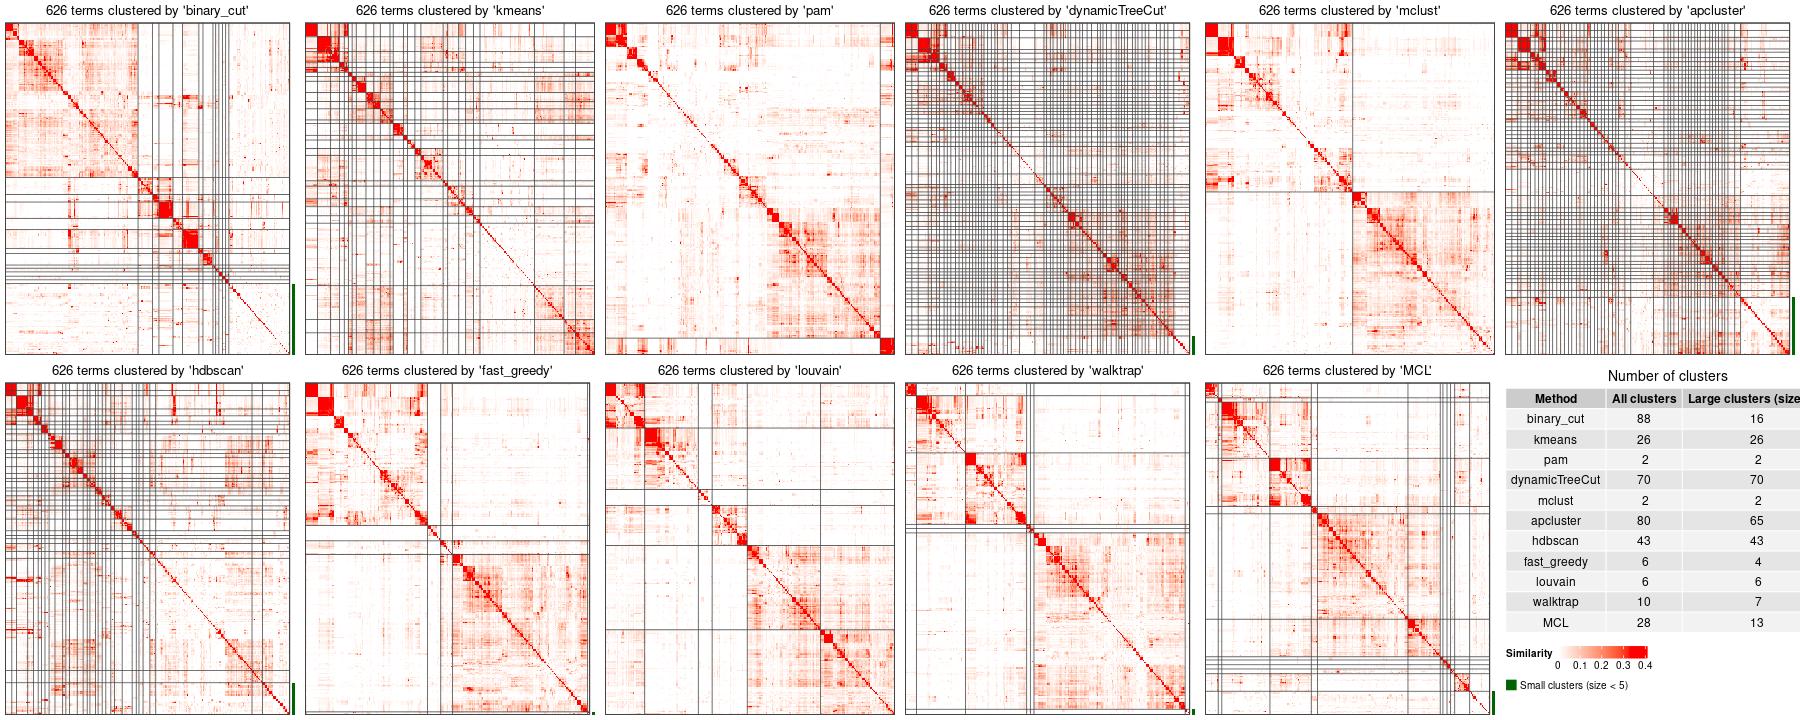 626 terms clustered by 'binary_cut'
626 terms clustered by 'kmeans'
626 terms clustered by 'pam'
626 terms clustered by 'dynamicTreeCut'
626 terms clustered by 'mclust'
626 terms clustered by 'apcluster'
626 terms clustered by 'hdbscan'
626 terms clustered by 'fast_greedy'
626 terms clustered by 'louvain'
626 terms clustered by 'walktrap'
626 terms clustered by 'MCL'
Number of clusters
Method All clusters Large clusters (size
binary_cut 88 16
kmeans 26 26
pam 2 2
dynamicTreeCut 70 70
mclust 2 2
apcluster 80 65
hdbscan 43 43
fast_greedy 6 4
louvain 6 6
walktrap 10 7
MCL 28 13
Similarity
0 0.1 0.2 0.3 0.4
Small clusters (size < 5)